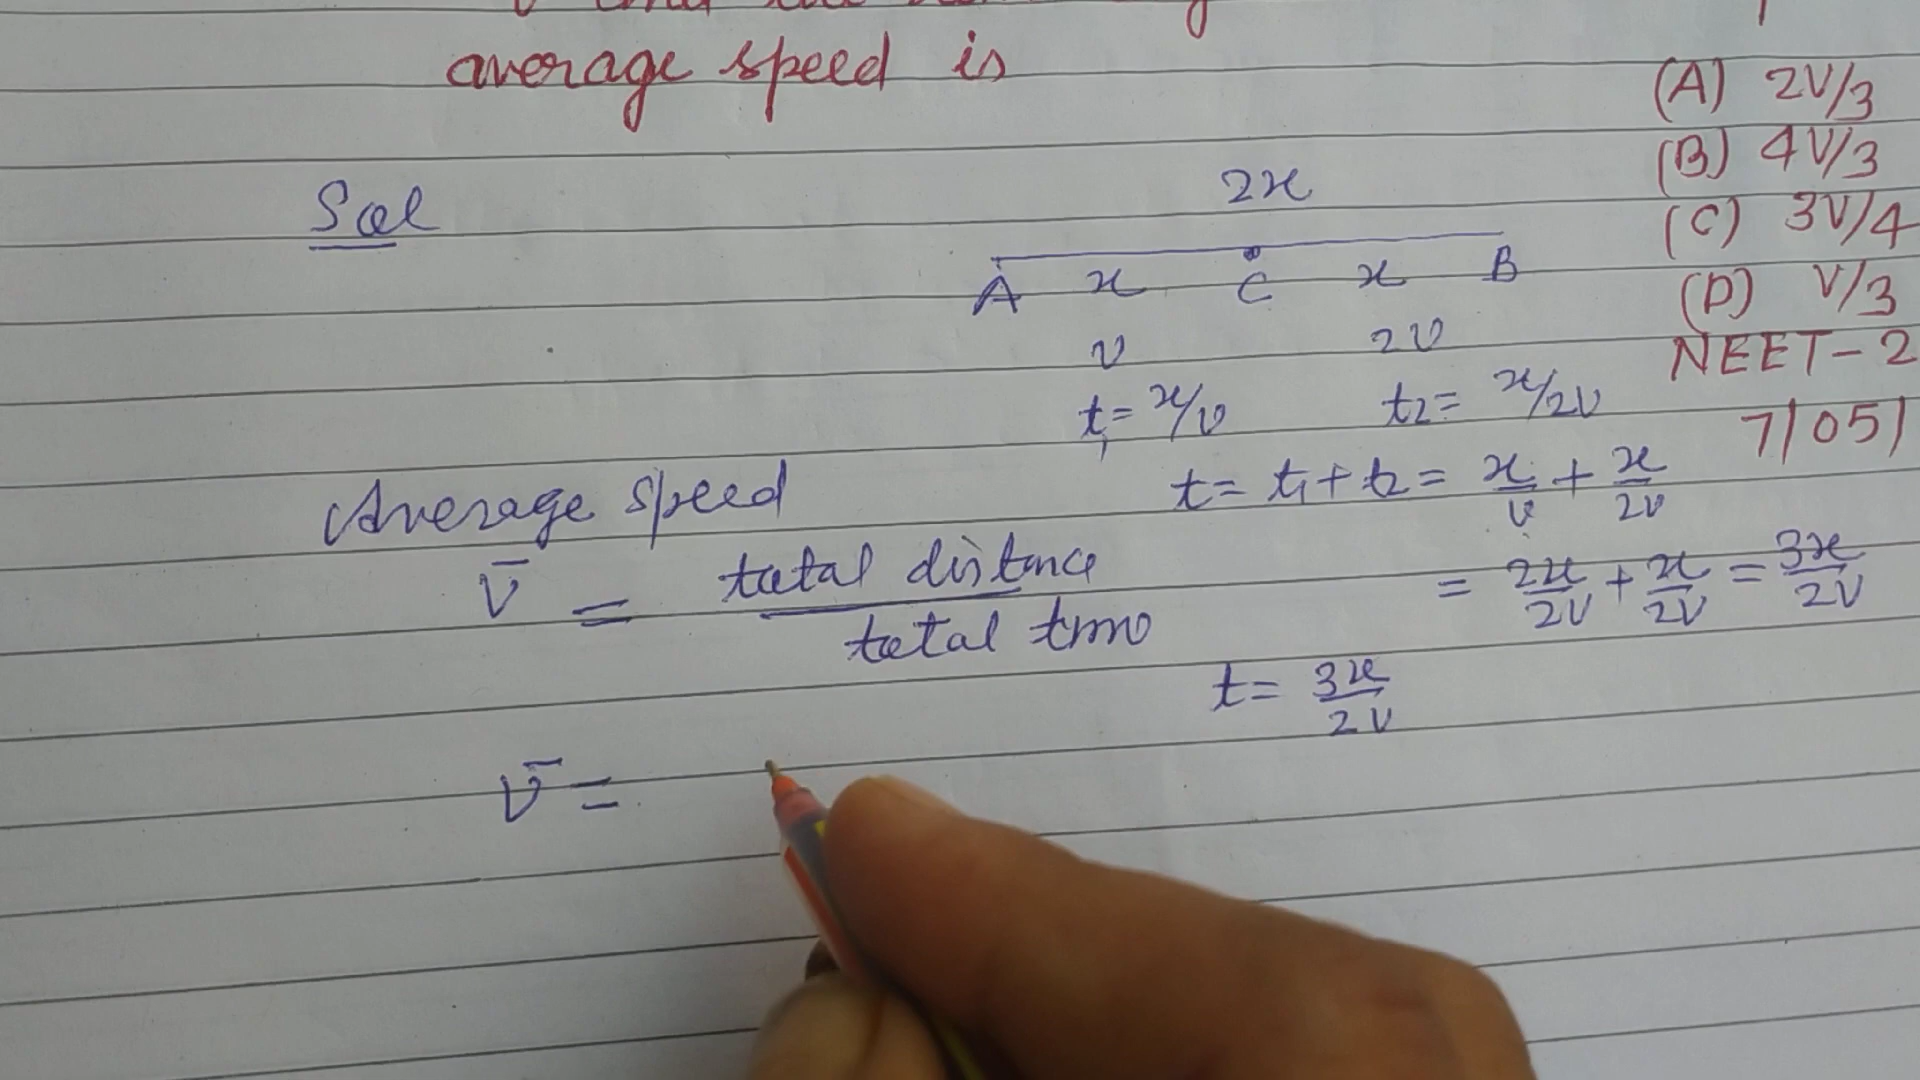 average speed is
(A) 2V/3
(B) 4V/3
(C) 3V/4
(D) V/3
NEET-2
7/05/
Sol
2x
A x C x B
v 2v
t1= x/v t2= x/2v
t= t1+t2= x/v + x/2v
= 2x/2v + x/2v = 3x/2v
t= 3x/2v
Average speed
v̄ = total distance / total time
v̄ =